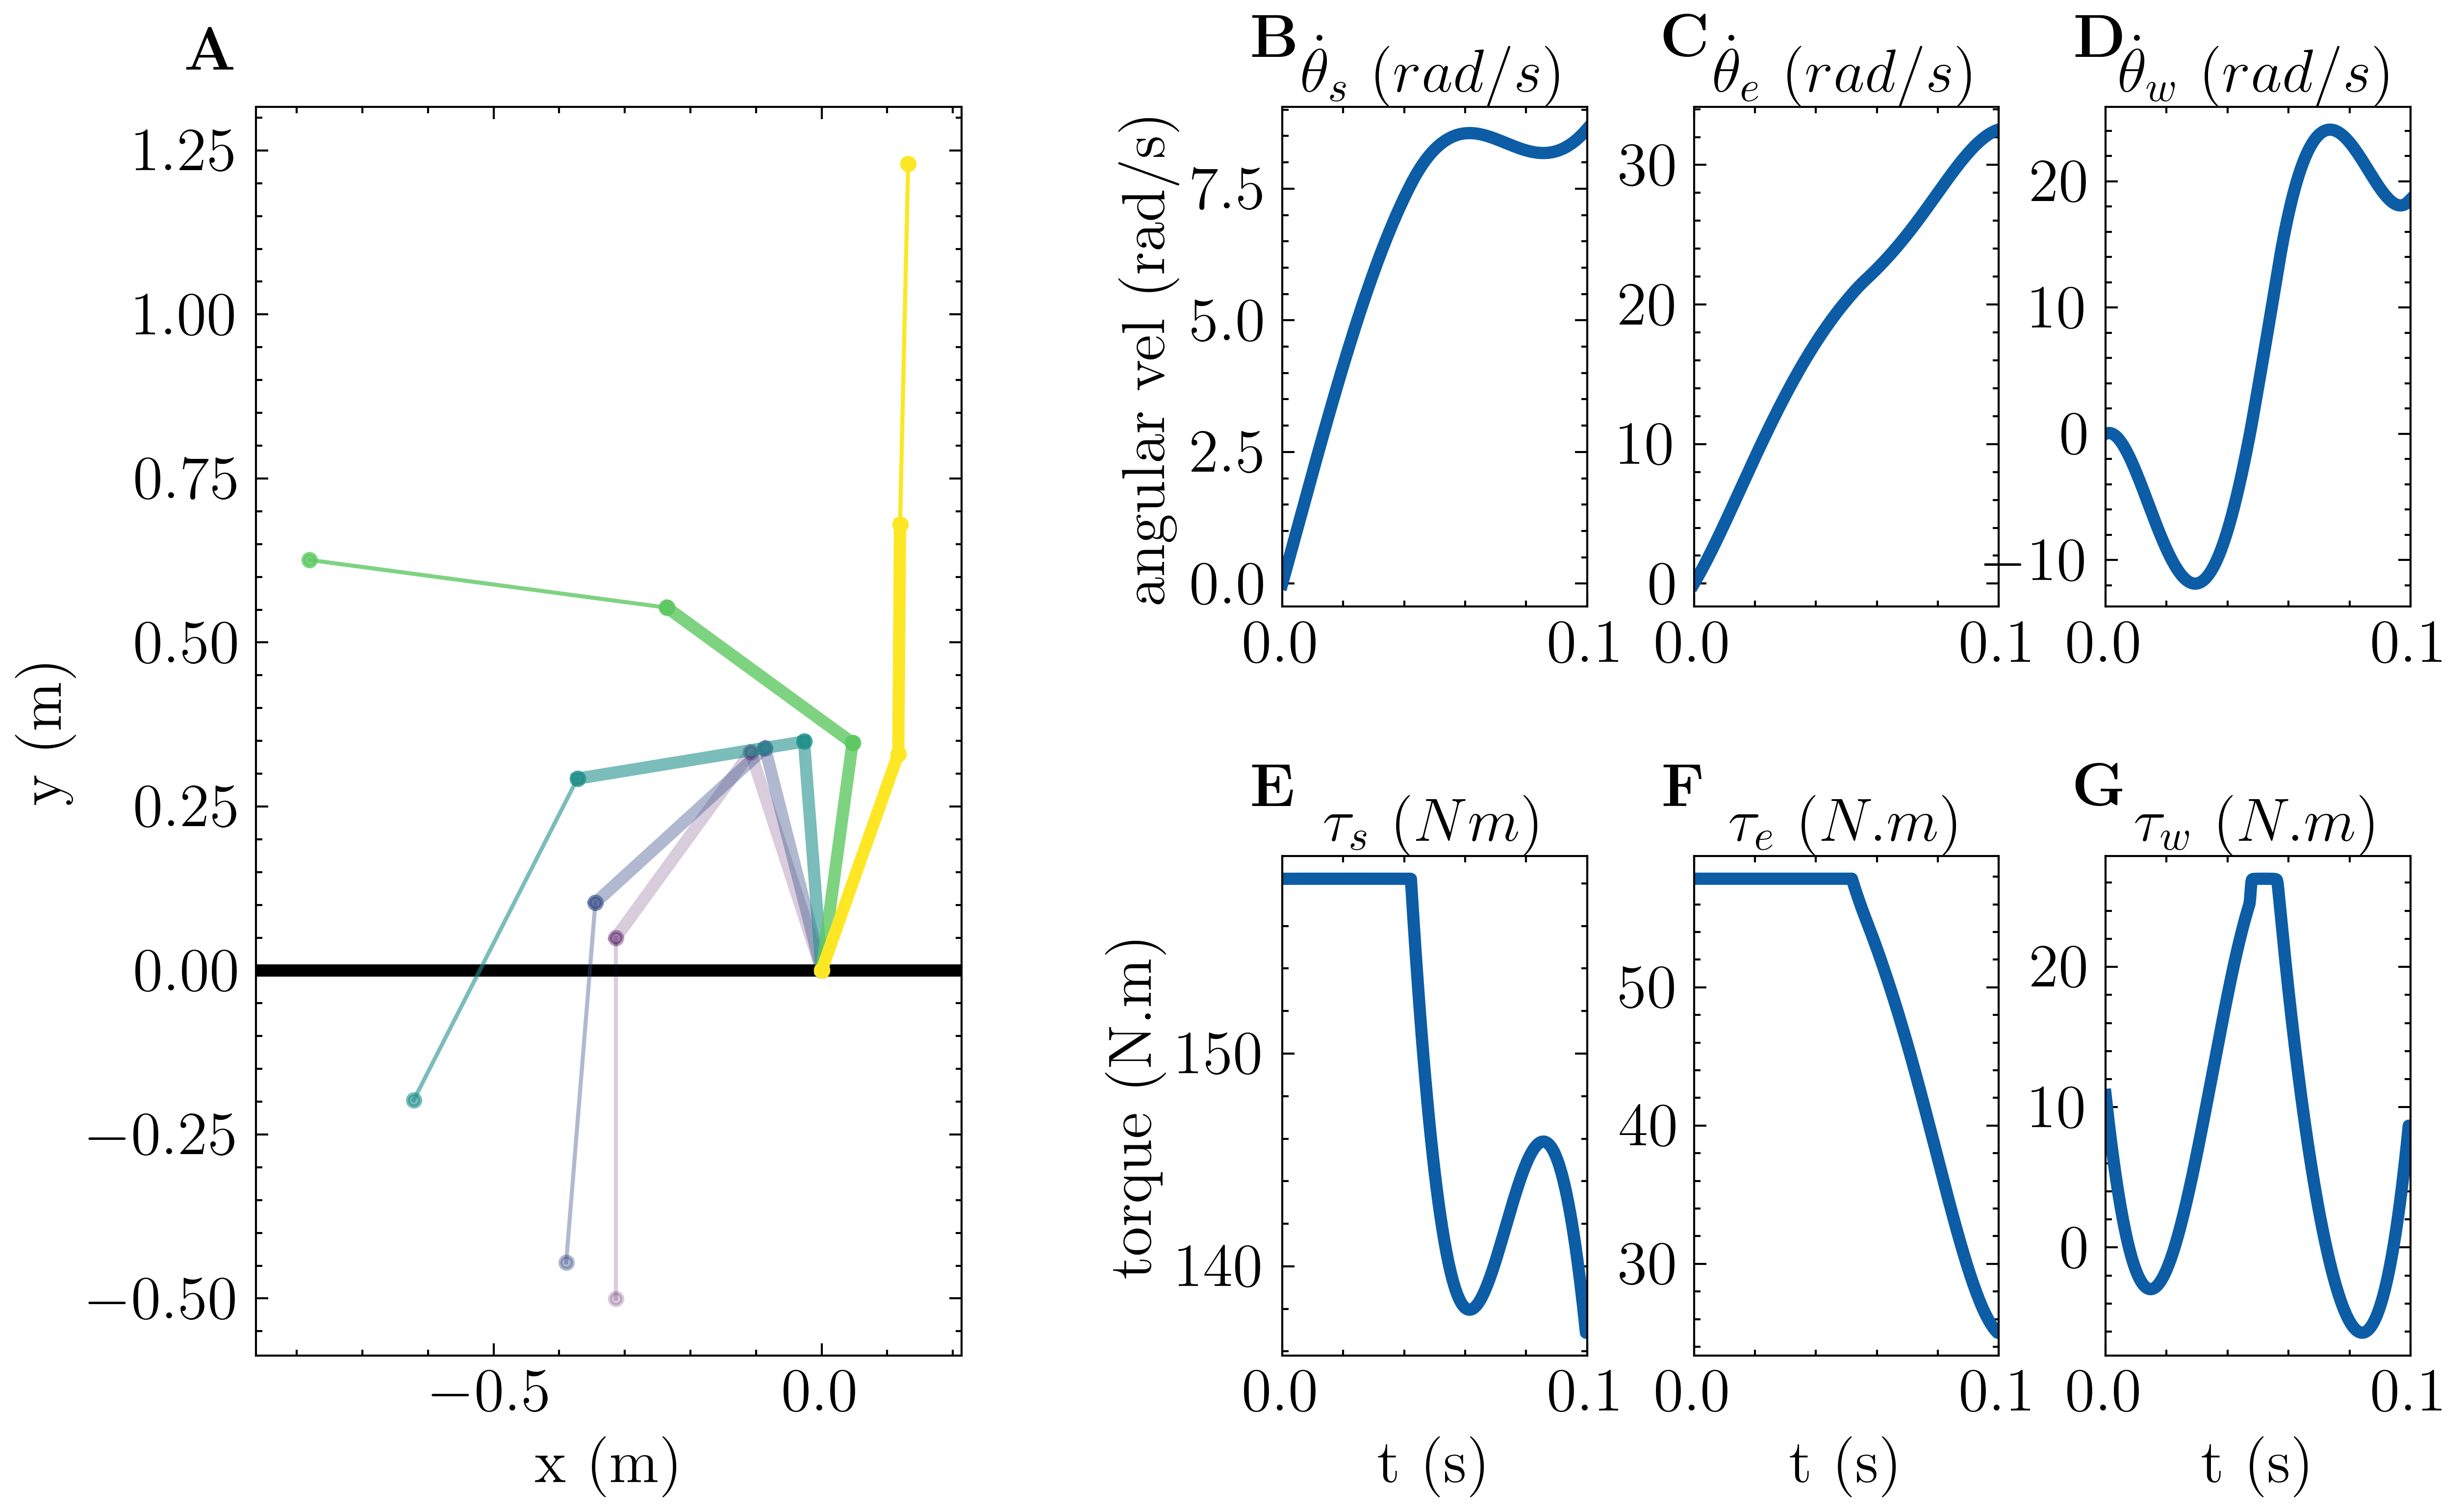 A
1.25
1.00
0.75
0.50
0.25
0.00
−0.25
−0.50
−0.5
0.0
y (m)
x (m)
B
θ̇s (rad/s)
7.5
5.0
2.5
0.0
0.0
0.1
angular vel (rad/s)
C
θ̇e (rad/s)
30
20
10
0
0.0
0.1
D
θ̇w (rad/s)
20
10
0
−10
0.0
0.1
E
τs (Nm)
150
140
0.0
0.1
torque (N.m)
t (s)
F
τe (N.m)
50
40
30
0.0
0.1
t (s)
G
τw (N.m)
20
10
0
0.0
0.1
t (s)